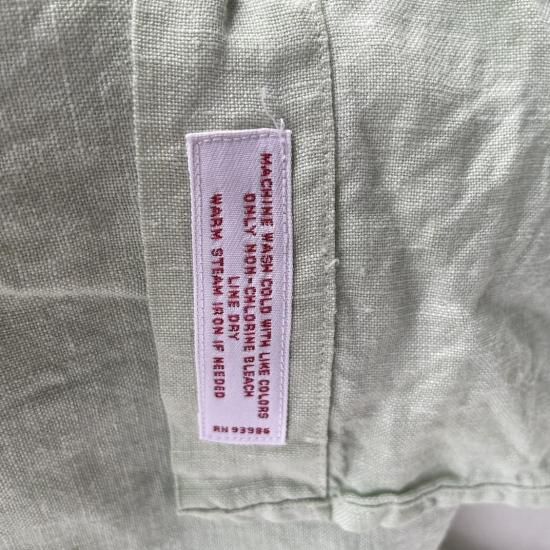 MACHINE WASH COLD WITH LIKE COLORS
ONLY NON-CHLORINE BLEACH
LINE DRY
WARM STEAM IRON IF NEEDED
RN 93986